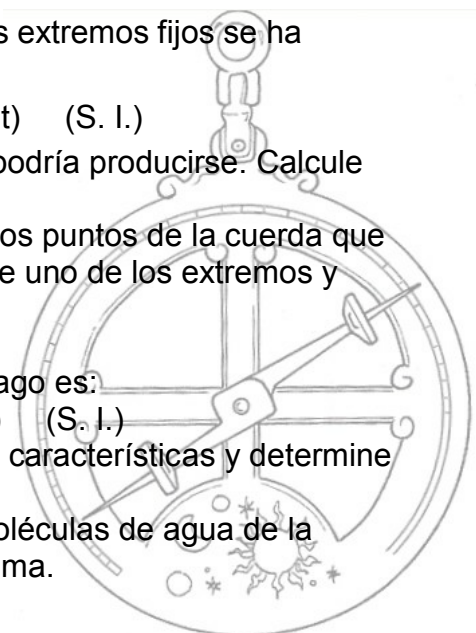 s extremos fijos se ha
t) (S. I.)
podría producirse. Calcule
os puntos de la cuerda que
e uno de los extremos y
ago es:
(S. I.)
características y determine
oléculas de agua de la
ma.